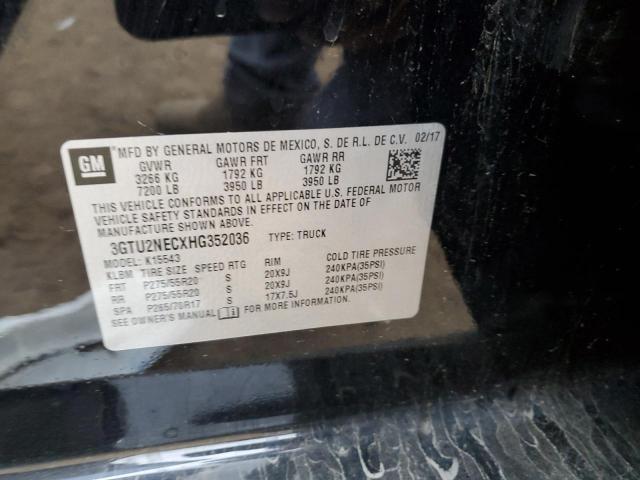 GM
MFD BY GENERAL MOTORS DE MEXICO, S. DE R.L. DE C.V. 02/17
GVWR GAWR FRT GAWR RR
3266 KG 1792 KG 1792 KG
7200 LB 3950 LB 3950 LB
THIS VEHICLE CONFORMS TO ALL APPLICABLE U.S. FEDERAL MOTOR
VEHICLE SAFETY STANDARDS IN EFFECT ON THE DATE OF
MANUFACTURE SHOWN ABOVE.
3GTU2NECXHG352036 TYPE: TRUCK
MODEL: K15543
KLBM TIRE SIZE SPEED RTG RIM COLD TIRE PRESSURE
FRT P275/55R20 S 20X9J 240KPA(35PSI)
RR P275/55R20 S 20X9J 240KPA(35PSI)
SPA P265/70R17 S 17X7.5J 240KPA(35PSI)
SEE OWNER'S MANUAL FOR ADDITIONAL INFORMATION.